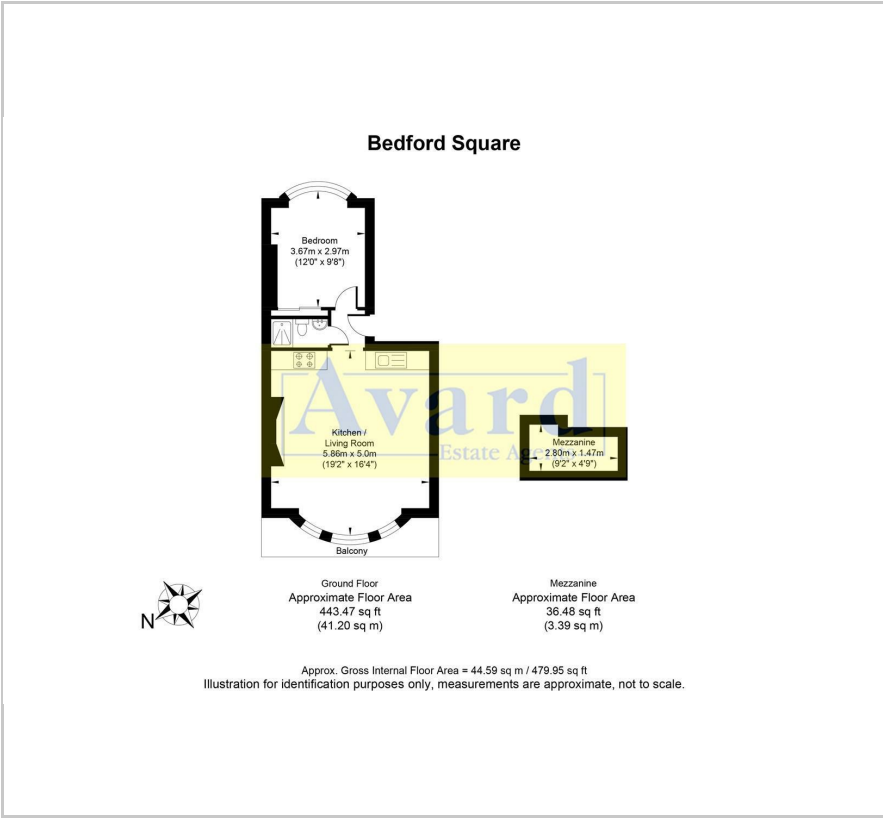 Bedford Square
Bedroom
3.67m x 2.97m
(12'0" x 9'8")
Avard
Estate Agents
Kitchen /
Living Room
5.86m x 5.0m
(19'2" x 16'4")
Mezzanine
2.80m x 1.47m
(9'2" x 4'9")
Balcony
N
Ground Floor
Approximate Floor Area
443.47 sq ft
(41.20 sq m)
Mezzanine
Approximate Floor Area
36.48 sq ft
(3.39 sq m)
Approx. Gross Internal Floor Area = 44.59 sq m / 479.95 sq ft
Illustration for identification purposes only, measurements are approximate, not to scale.